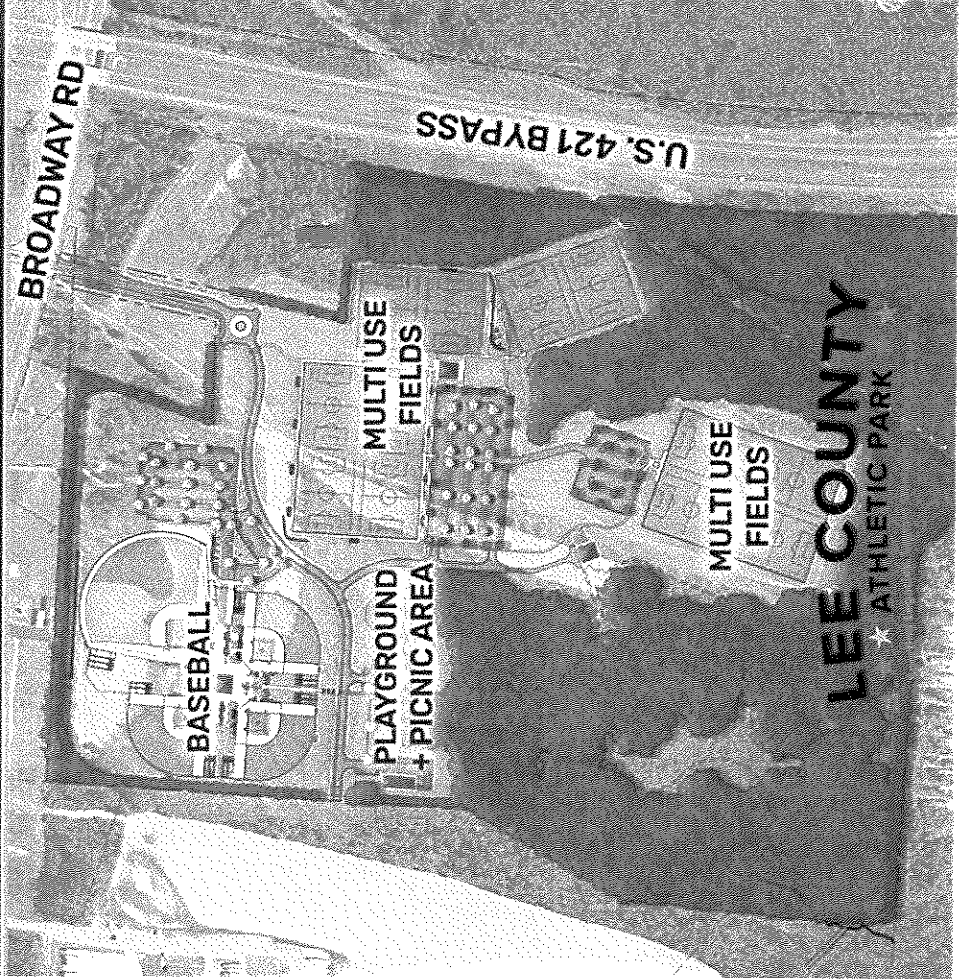 BROADWAY RD
U.S. 421 BYPASS
MULTI USE
FIELDS
BASEBALL
PLAYGROUND
+ PICNIC AREA
MULTI USE
FIELDS
LEE COUNTY
ATHLETIC PARK